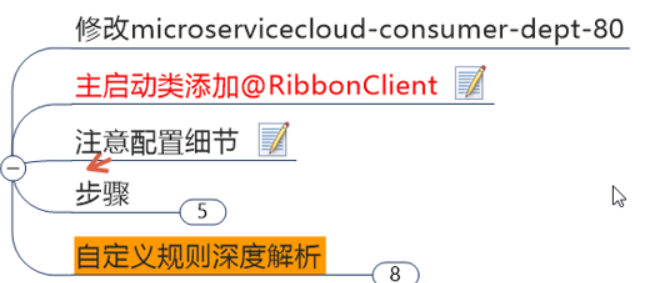 修改microservicecloud-consumer-dept-80
主启动类添加@RibbonClient
注意配置细节
步骤
5
自定义规则深度解析
8